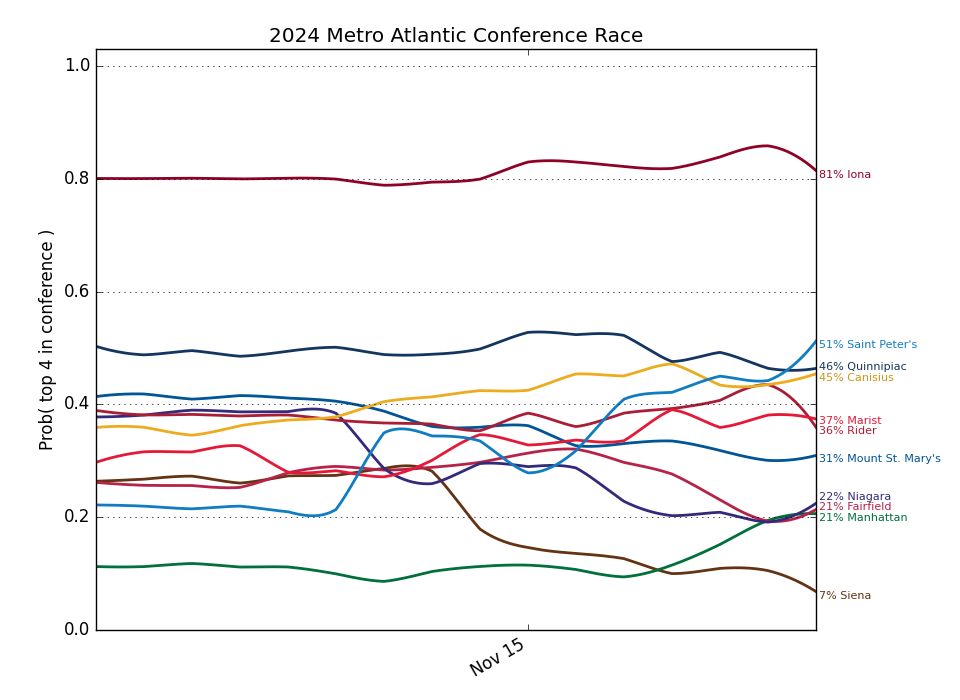 2024 Metro Atlantic Conference Race
Prob( top 4 in conference )
1.0
0.8
0.6
0.4
0.2
0.0
Nov 15
81% Iona
51% Saint Peter's
46% Quinnipiac
45% Canisius
37% Marist
36% Rider
31% Mount St. Mary's
22% Niagara
21% Fairfield
21% Manhattan
7% Siena